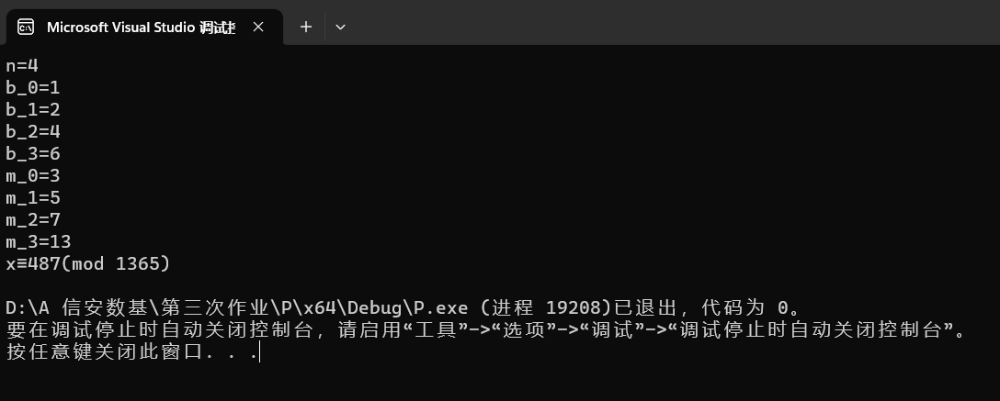 Microsoft Visual Studio 调试
n=4
b_0=1
b_1=2
b_2=4
b_3=6
m_0=3
m_1=5
m_2=7
m_3=13
x≡487(mod 1365)
D:\A 信安数基\第三次作业\P\x64\Debug\P.exe (进程 19208)已退出，代码为 0。
要在调试停止时自动关闭控制台，请启用“工具”->“选项”->“调试”->“调试停止时自动关闭控制台”。
按任意键关闭此窗口. . .